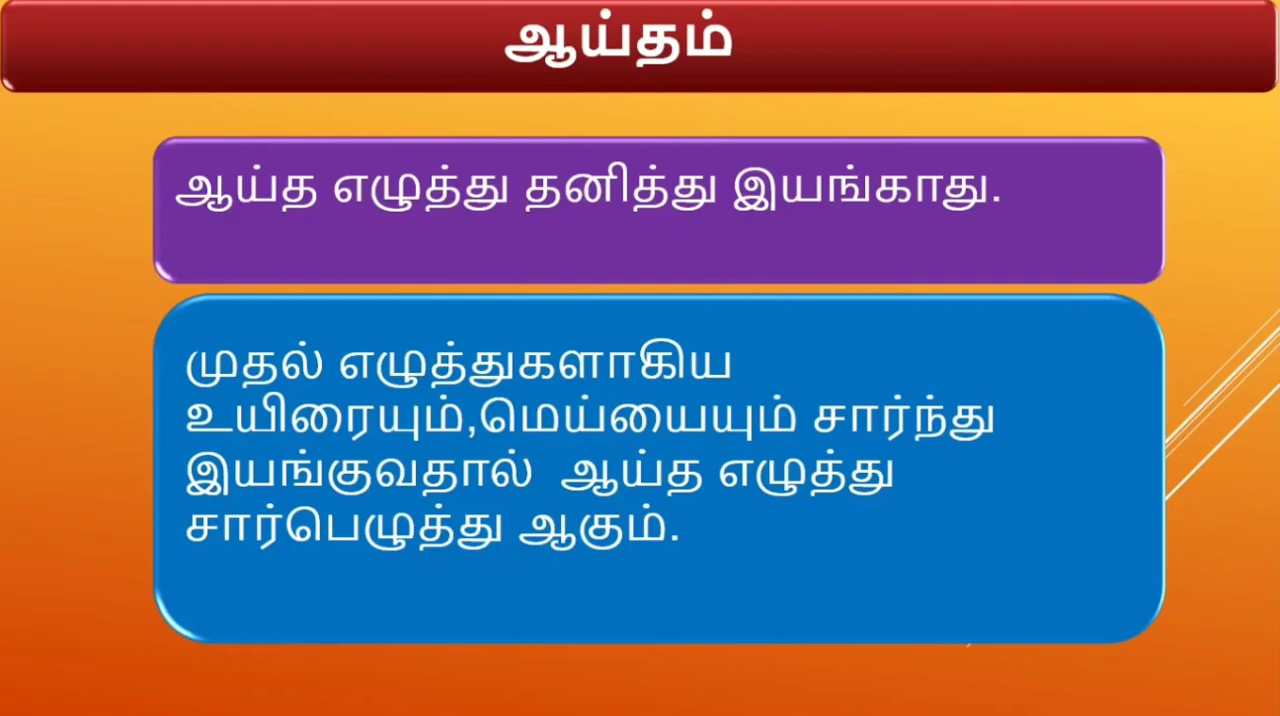 ஆய்தம்
ஆய்த எழுத்து தனித்து இயங்காது.
முதல் எழுத்துகளாகிய
உயிரையும்,மெய்யையும் சார்ந்து
இயங்குவதால் ஆய்த எழுத்து
சார்பெழுத்து ஆகும்.